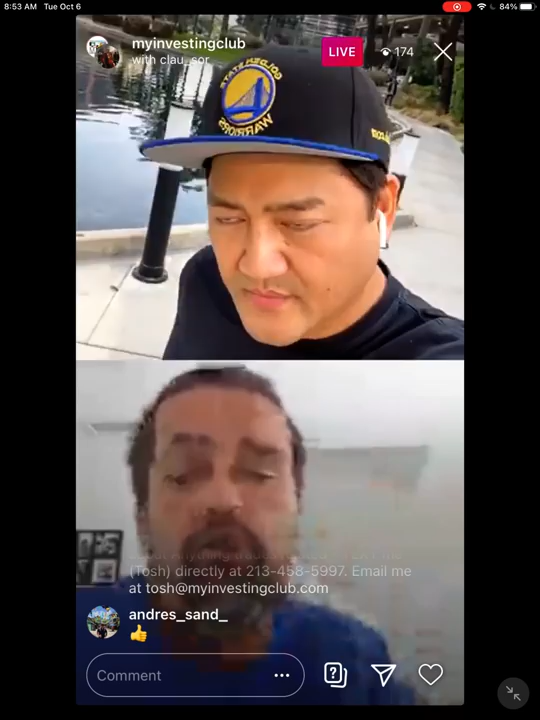 8:53 AM Tue Oct 6
84%
myinvestingclub
with clau_sor
LIVE
174
GOLDEN STATE
WARRIORS
(Tosh) directly at 213-458-5997. Email me
at tosh@myinvestingclub.com
andres_sand_
👍
Comment